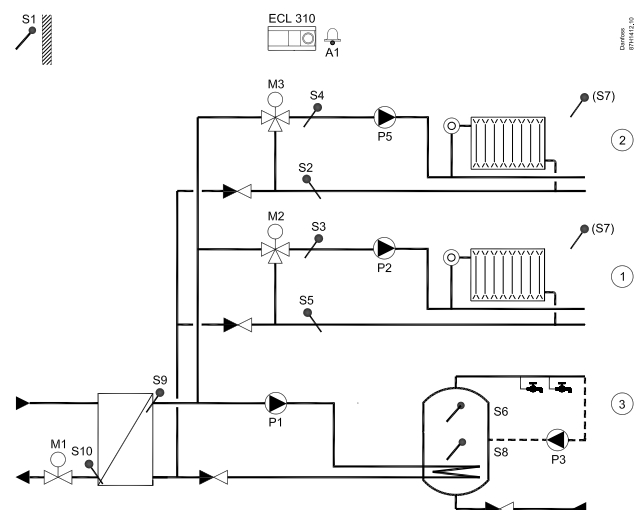 S1
ECL 310
A1
Danfoss
87H1412.10
M3
S4
P5
(S7)
2
S2
M2
S3
P2
(S7)
1
S5
S9
S6
3
P1
M1
S10
S8
P3